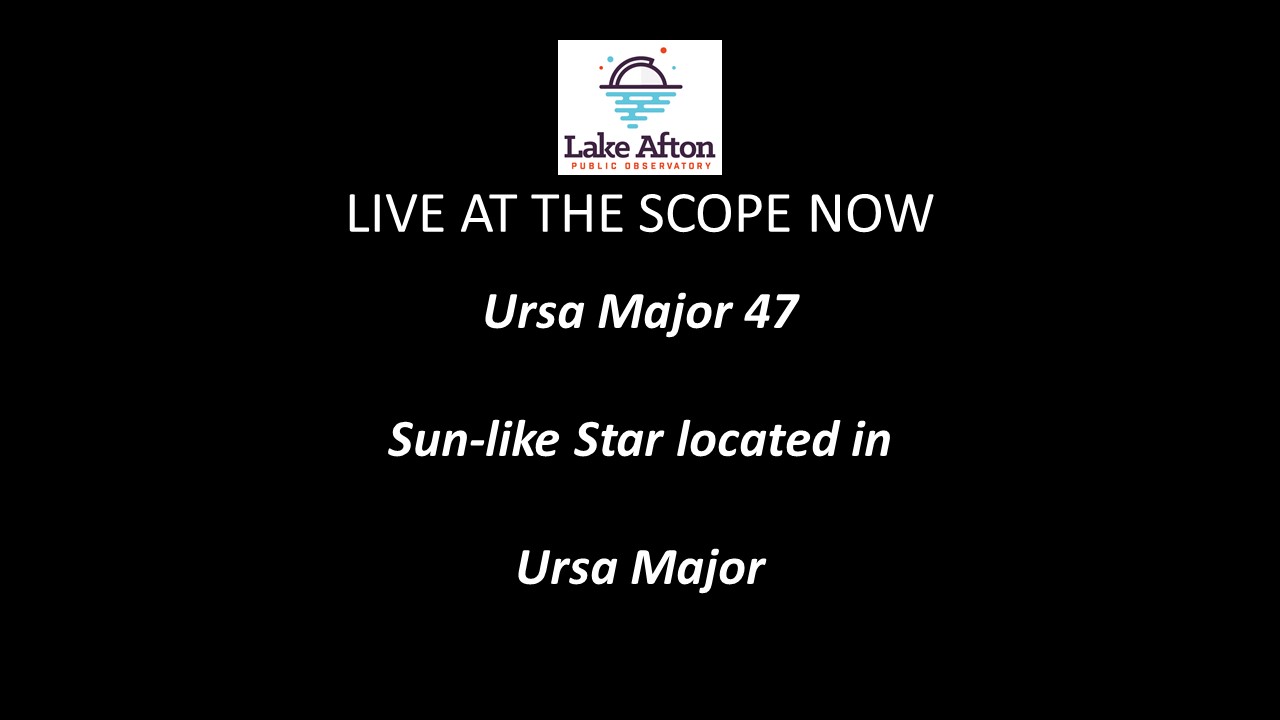 Lake Afton
PUBLIC OBSERVATORY
LIVE AT THE SCOPE NOW
Ursa Major 47
Sun-like Star located in
Ursa Major